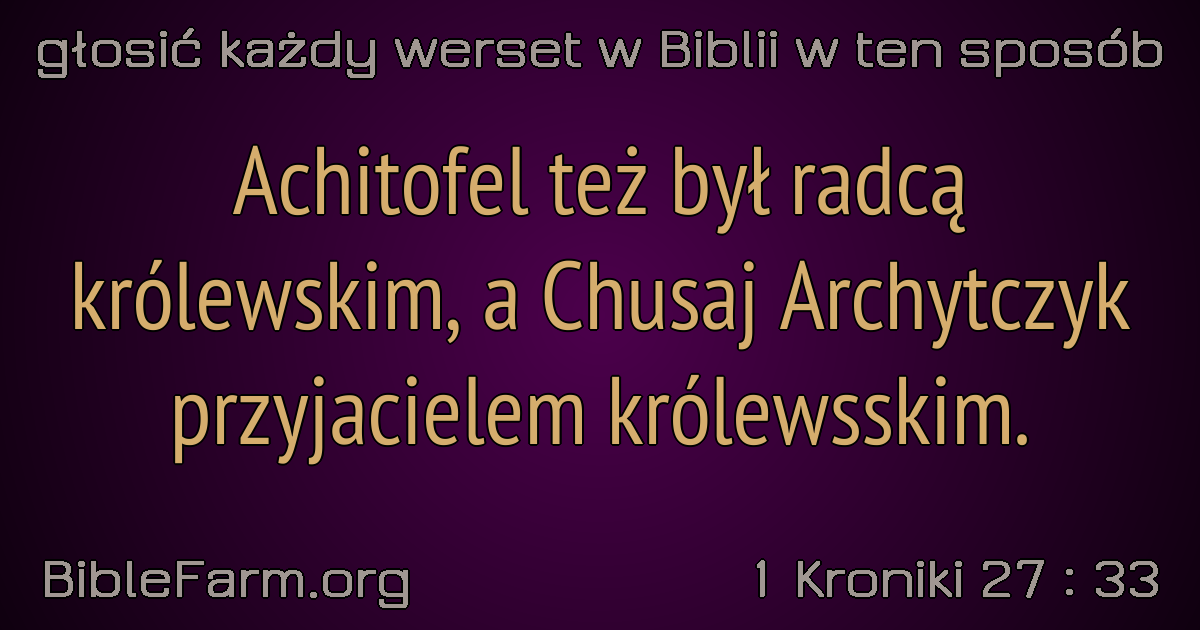 głosić każdy werset w Biblii w ten sposób
Achitofel też był radcą
królewskim, a Chusaj Archytczyk
przyjacielem królewsskim.
BibleFarm.org
1 Kroniki 27 : 33